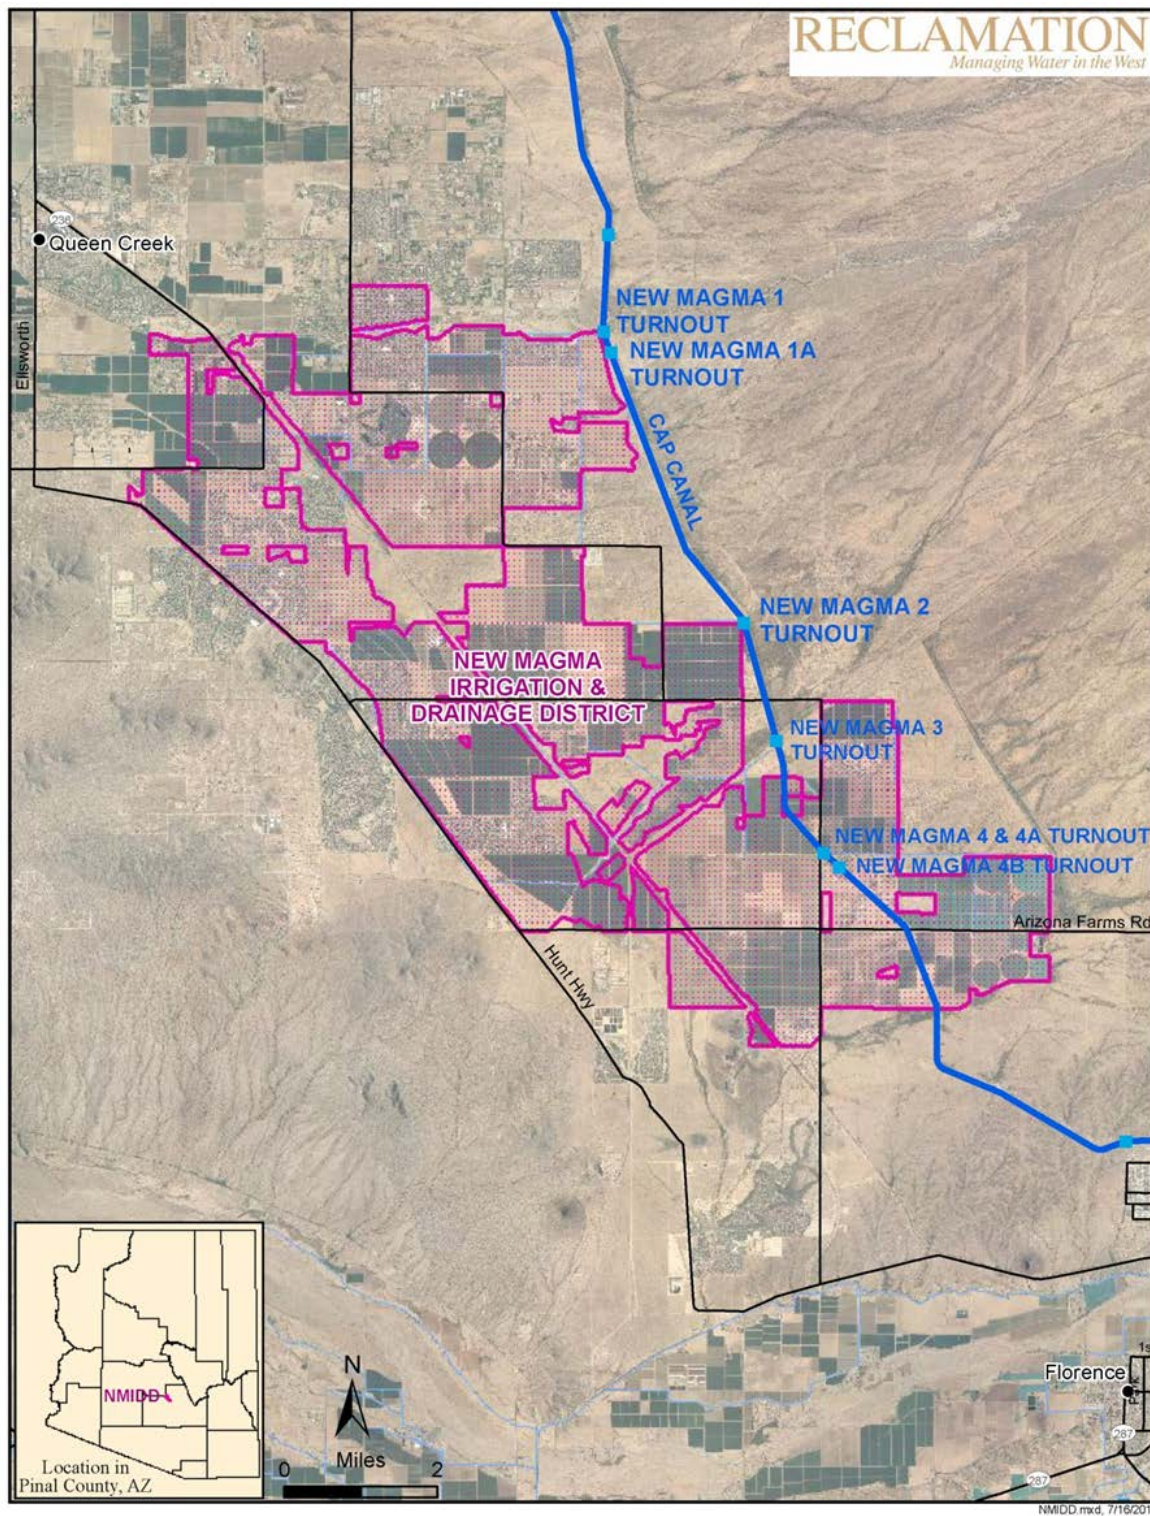 RECLAMATION
Managing Water in the West
236
Queen Creek
Ellsworth
NEW MAGMA 1
TURNOUT
NEW MAGMA 1A
TURNOUT
CAP CANAL
NEW MAGMA 2
TURNOUT
NEW MAGMA
IRRIGATION &
DRAINAGE DISTRICT
NEW MAGMA 3
TURNOUT
NEW MAGMA 4 & 4A TURNOUT
NEW MAGMA 4B TURNOUT
Arizona Farms Rd
Hunt Hwy
NMIDD
Location in
Pinal County, AZ
N
Miles
0 2
1s
Florence
287
287
NMIDD.mxd, 7/16/201